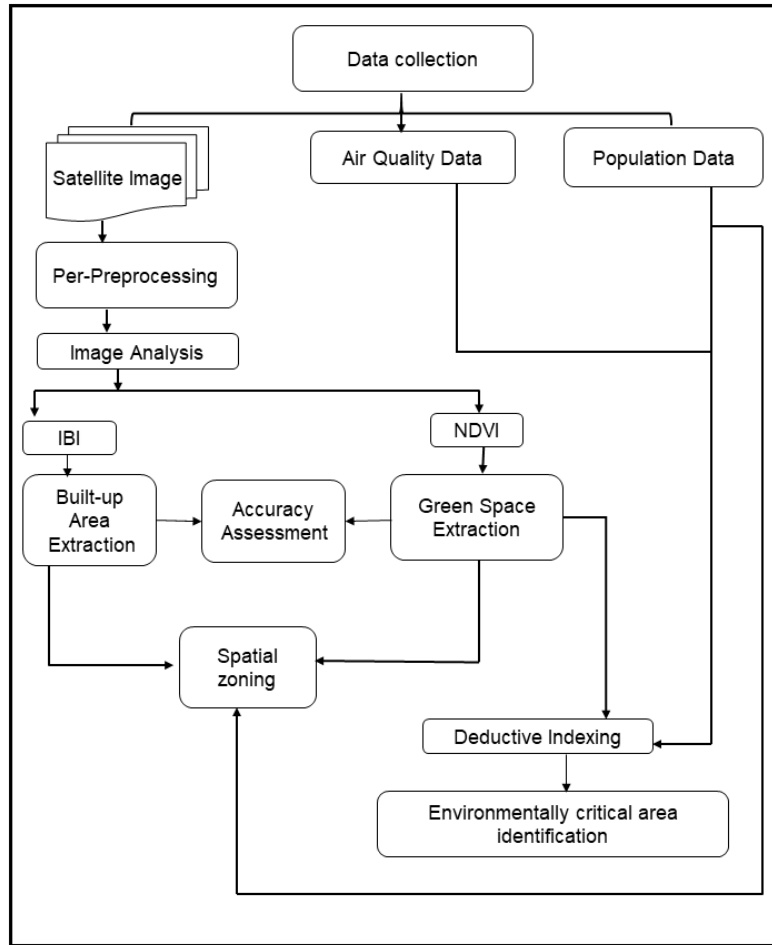 Data collection
Satellite Image
Air Quality Data
Population Data
Per-Preprocessing
Image Analysis
IBI
NDVI
Built-up
Area
Extraction
Accuracy
Assessment
Green Space
Extraction
Spatial
zoning
Deductive Indexing
Environmentally critical area
identification